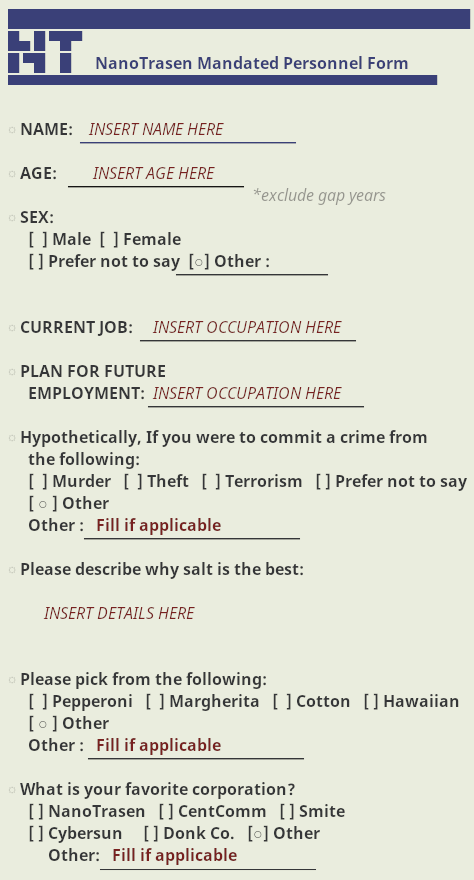 NT NanoTrasen Mandated Personnel Form
○ NAME: INSERT NAME HERE
○ AGE: INSERT AGE HERE
*exclude gap years
○ SEX:
[ ] Male [ ] Female
[ ] Prefer not to say [○] Other :
○ CURRENT JOB: INSERT OCCUPATION HERE
○ PLAN FOR FUTURE
EMPLOYMENT: INSERT OCCUPATION HERE
○ Hypothetically, If you were to commit a crime from
the following:
[ ] Murder [ ] Theft [ ] Terrorism [ ] Prefer not to say
[ ○ ] Other
Other : Fill if applicable
○ Please describe why salt is the best:
INSERT DETAILS HERE
○ Please pick from the following:
[ ] Pepperoni [ ] Margherita [ ] Cotton [ ] Hawaiian
[ ○ ] Other
Other : Fill if applicable
○ What is your favorite corporation?
[ ] NanoTrasen [ ] CentComm [ ] Smite
[ ] Cybersun [ ] Donk Co. [○] Other
Other: Fill if applicable